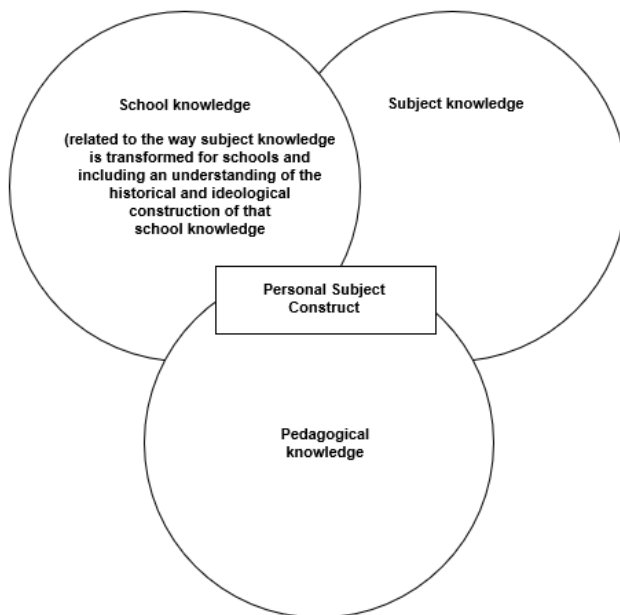 School knowledge
(related to the way subject knowledge
is transformed for schools and
including an understanding of the
historical and ideological
construction of that
school knowledge
Subject knowledge
Personal Subject
Construct
Pedagogical
knowledge